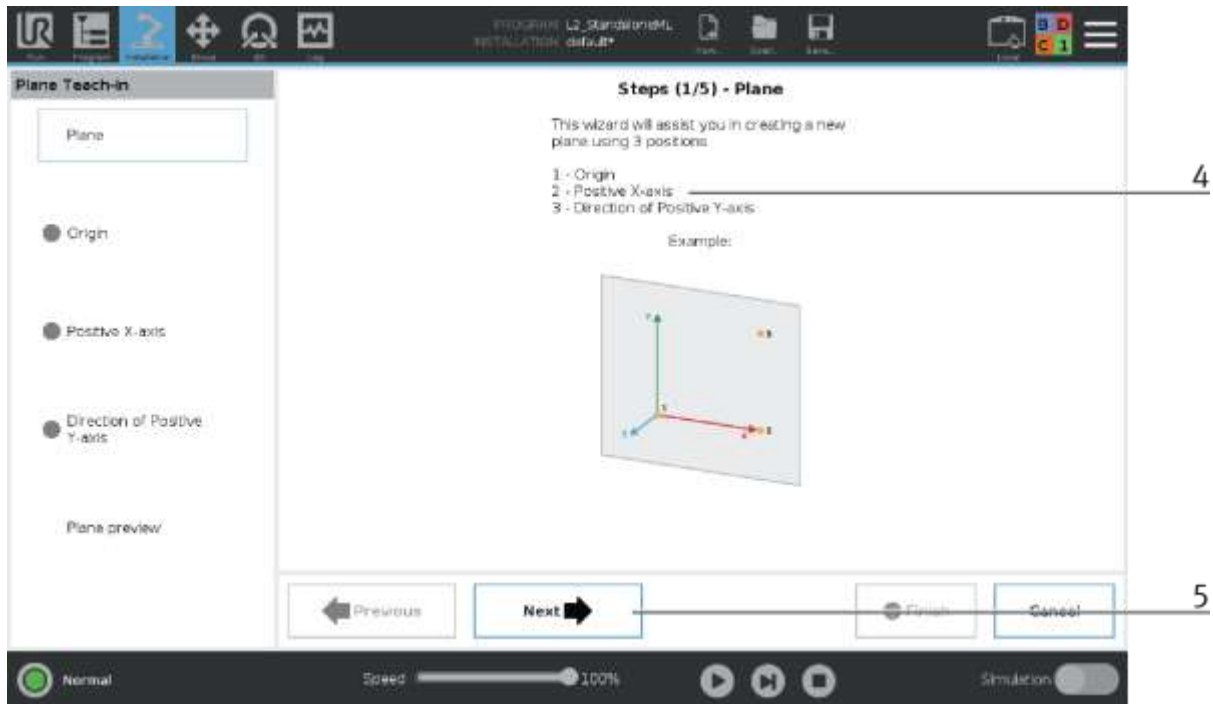 PROGRAM L2_StandaloneMu
INSTALLATION default*
Plane Teach-in
Plane
Origin
Positive X-axis
Direction of Positive
Y-axis
Plane preview
Steps (1/5) - Plane
This wizard will assist you in creating a new
plane using 3 positions
1 - Origin
2 - Positive X-axis
3 - Direction of Positive Y-axis
Example:
4
Previous
Next
Finish
Cancel
5
Normal
Speed
100%
Simulation